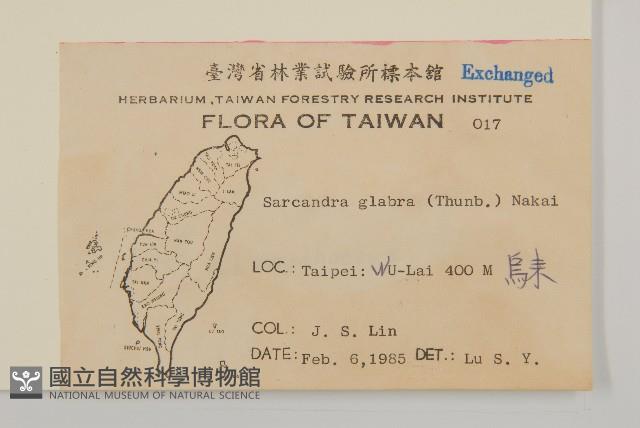 臺灣省林業試驗所標本館 Exchanged
HERBARIUM, TAIWAN FORESTRY RESEARCH INSTITUTE
FLORA OF TAIWAN 017
Sarcandra glabra (Thunb.) Nakai
LOC.: Taipei: WU-Lai 400 M 烏来
COL.: J. S. Lin
DATE: Feb. 6,1985 DET.: Lu S. Y.
國立自然科學博物館
NATIONAL MUSEUM OF NATURAL SCIENCE